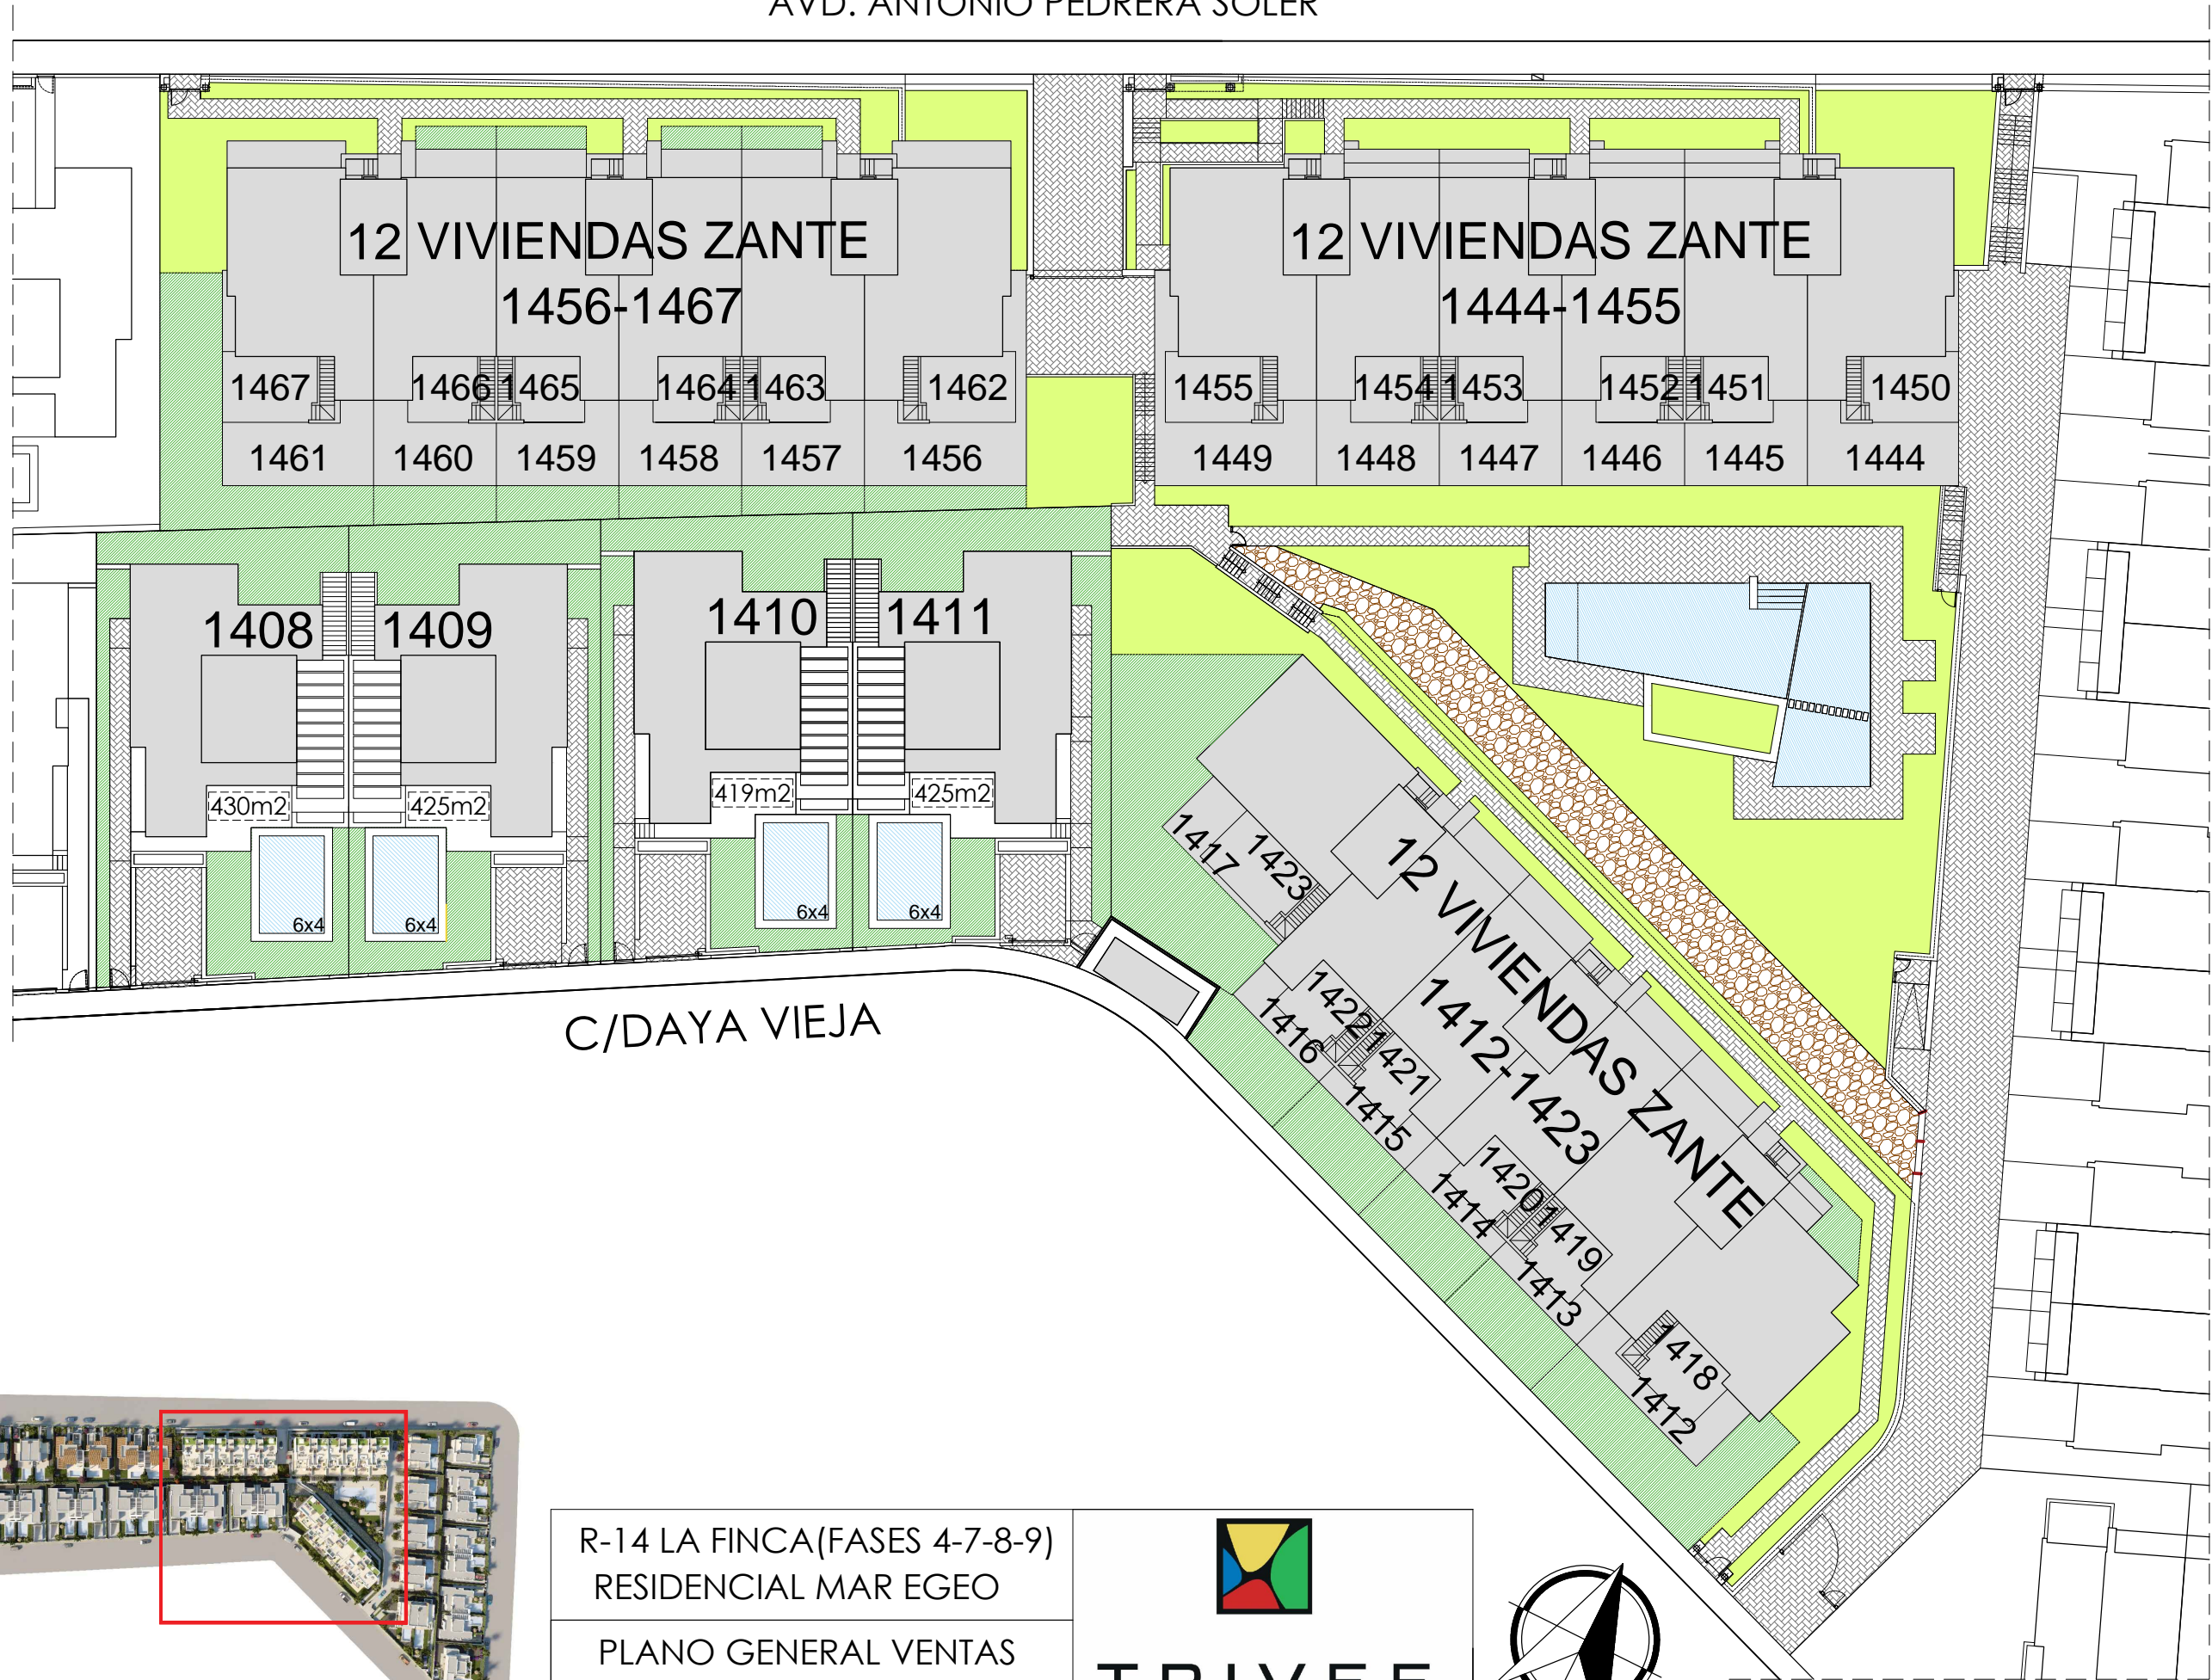 AVD. ANTONIO PEDRERA SOLER
12 VIVIENDAS ZANTE
1456-1467
12 VIVIENDAS ZANTE
1444-1455
1467 1466 1465 1464 1463 1462
1455 1454 1453 1452 1451 1450
1461 1460 1459 1458 1457 1456
1449 1448 1447 1446 1445 1444
1408 1409 1410 1411
430m2 425m2 419m2 425m2
6x4 6x4 6x4 6x4
12 VIVIENDAS ZANTE
1412-1423
1417 1423
1416 1422 1421
1415
1414 1420 1419
1413
1418
1412
C/DAYA VIEJA
R-14 LA FINCA(FASES 4-7-8-9)
RESIDENCIAL MAR EGEO
PLANO GENERAL VENTAS